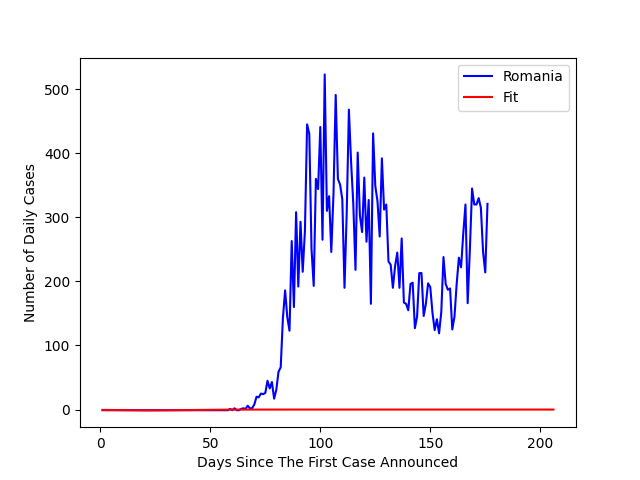 Romania
Fit
500
400
300
200
100
0
Number of Daily Cases
0 50 100 150 200
Days Since The First Case Announced